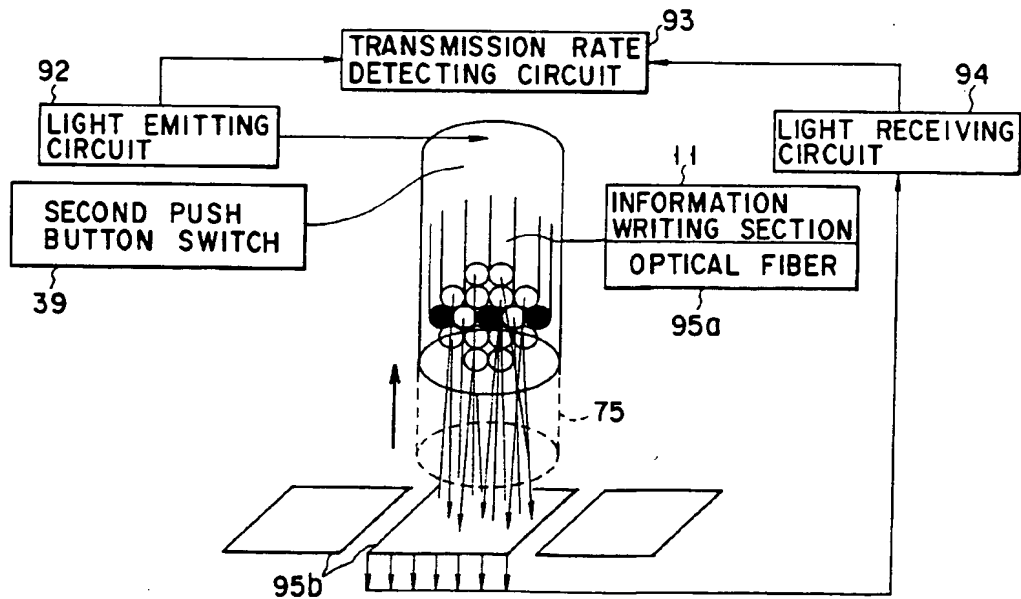 93
TRANSMISSION RATE
DETECTING CIRCUIT
92
LIGHT EMITTING
CIRCUIT
94
LIGHT RECEIVING
CIRCUIT
SECOND PUSH
BUTTON SWITCH
39
11
INFORMATION
WRITING SECTION
OPTICAL FIBER
95a
75
95b